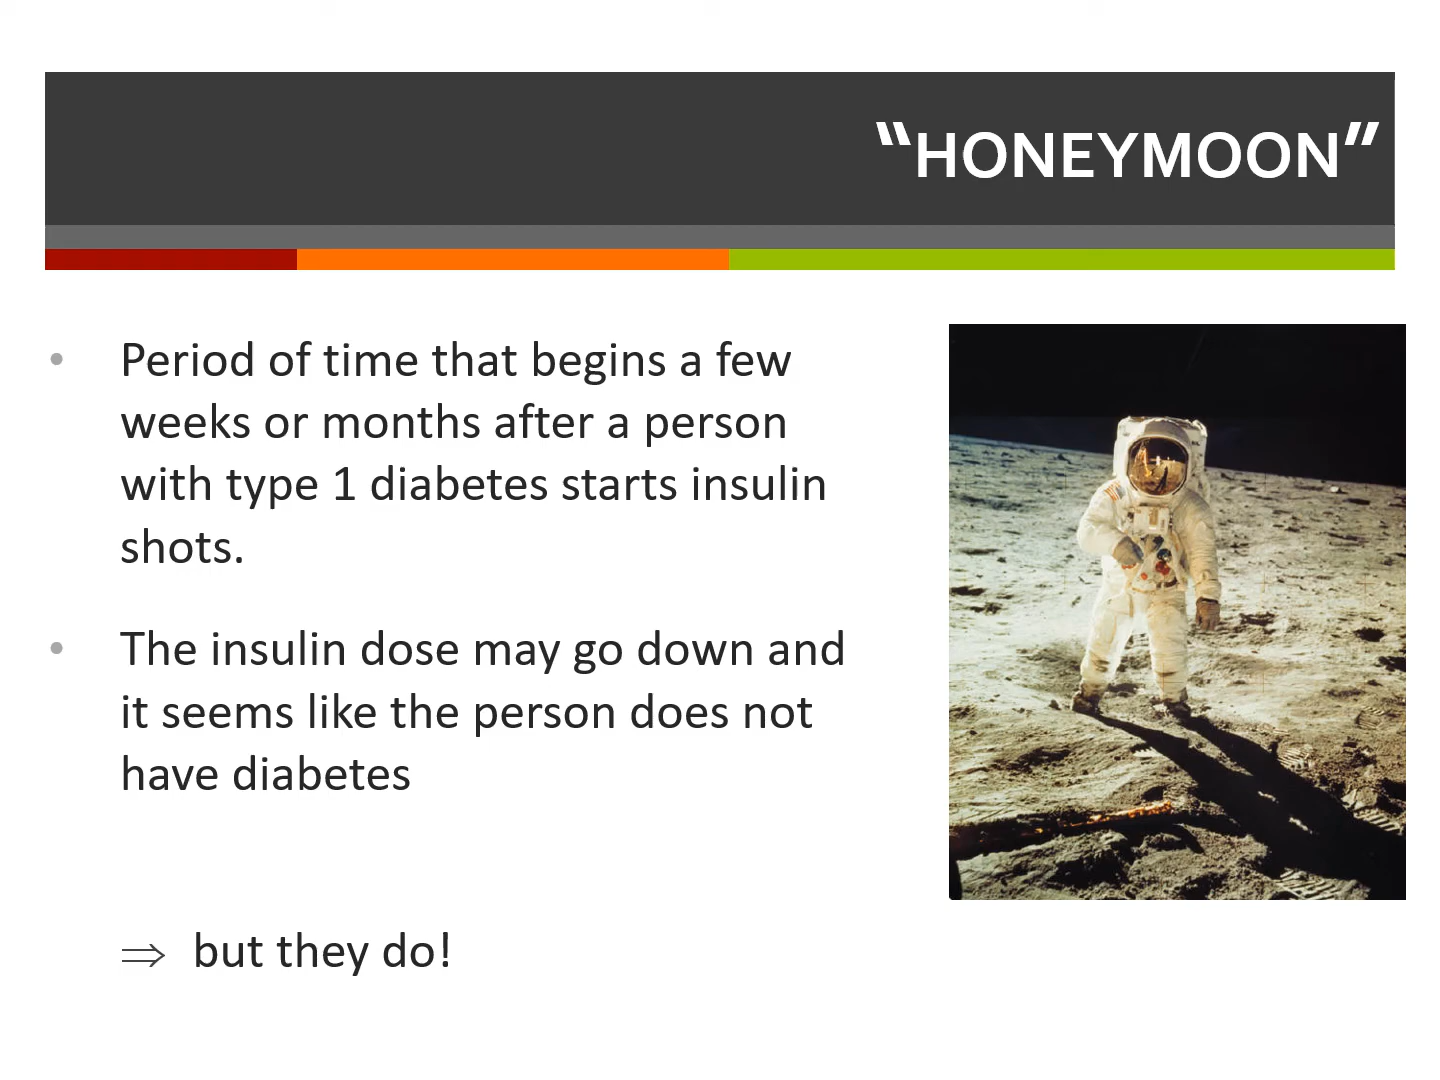 “HONEYMOON”
• Period of time that begins a few
weeks or months after a person
with type 1 diabetes starts insulin
shots.
• The insulin dose may go down and
it seems like the person does not
have diabetes
⇒ but they do!